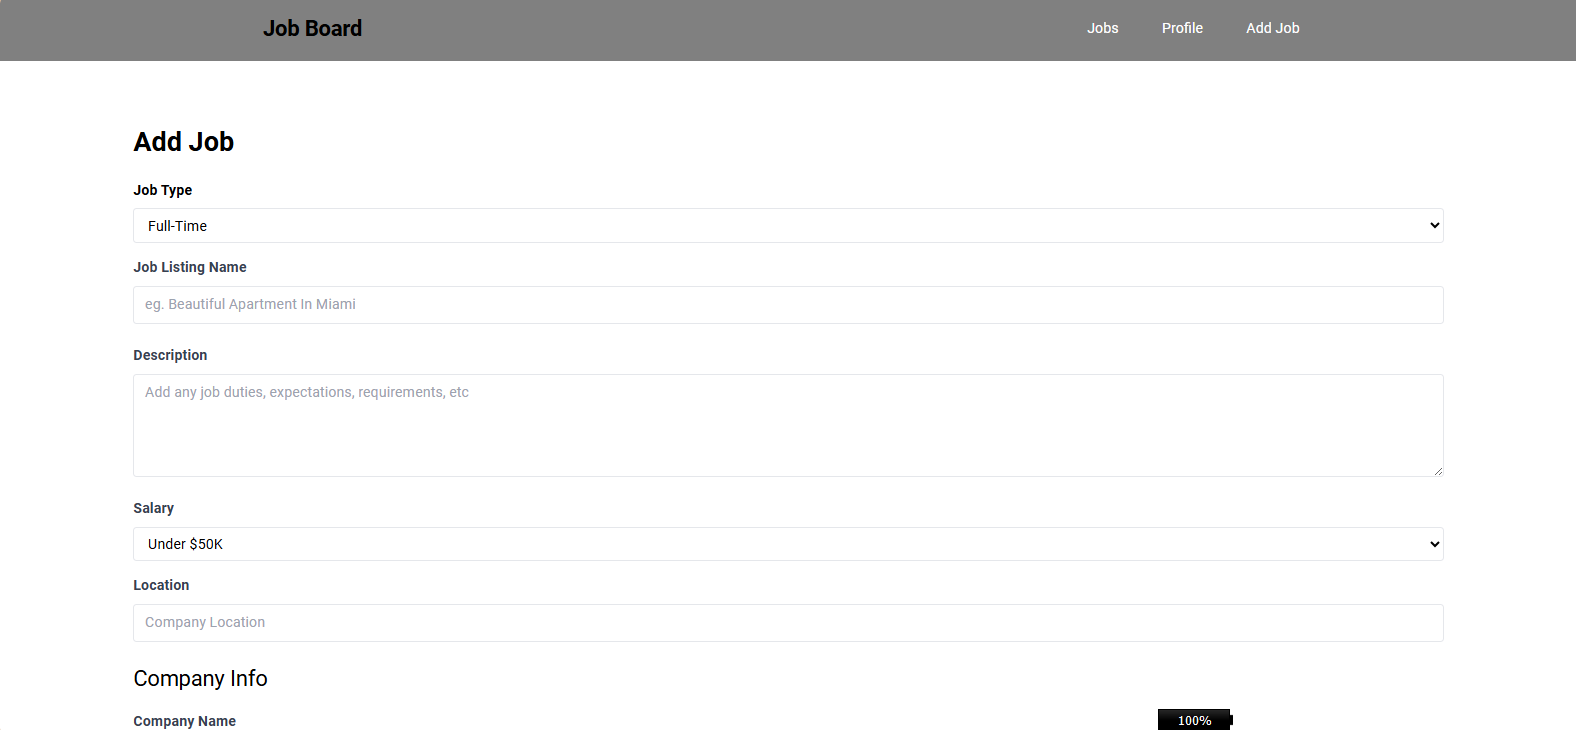 Job Board
Jobs Profile Add Job
Add Job
Job Type
Full-Time
Job Listing Name
eg. Beautiful Apartment In Miami
Description
Add any job duties, expectations, requirements, etc
Salary
Under $50K
Location
Company Location
Company Info
Company Name
100%